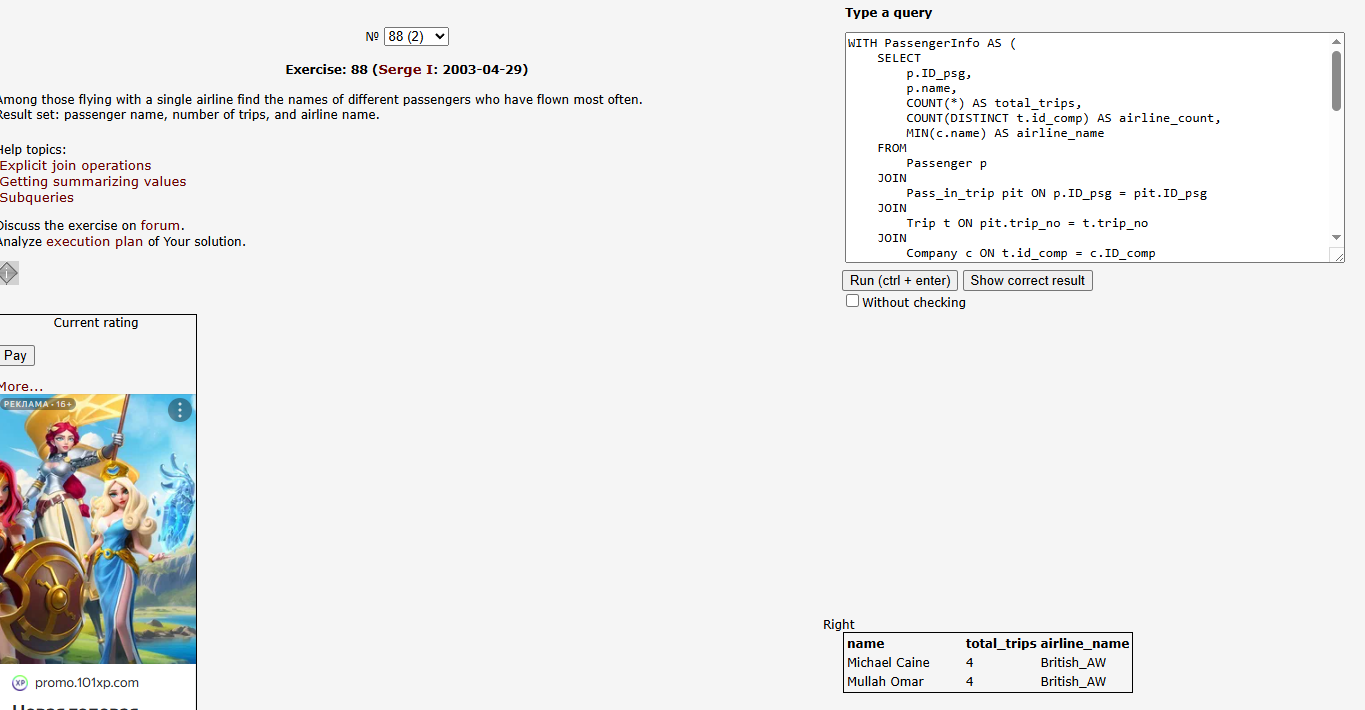 № 88 (2)
Exercise: 88 (Serge I: 2003-04-29)
Among those flying with a single airline find the names of different passengers who have flown most often.
Result set: passenger name, number of trips, and airline name.
Help topics:
Explicit join operations
Getting summarizing values
Subqueries
Discuss the exercise on forum.
Analyze execution plan of Your solution.
Current rating
Pay
More...
РЕКЛАМА • 16+
XP promo.101xp.com
Type a query
WITH PassengerInfo AS (
SELECT
p.ID_psg,
p.name,
COUNT(*) AS total_trips,
COUNT(DISTINCT t.id_comp) AS airline_count,
MIN(c.name) AS airline_name
FROM
Passenger p
JOIN
Pass_in_trip pit ON p.ID_psg = pit.ID_psg
JOIN
Trip t ON pit.trip_no = t.trip_no
JOIN
Company c ON t.id_comp = c.ID_comp
Run (ctrl + enter) Show correct result
Without checking
Right
name total_trips airline_name
Michael Caine 4 British_AW
Mullah Omar 4 British_AW